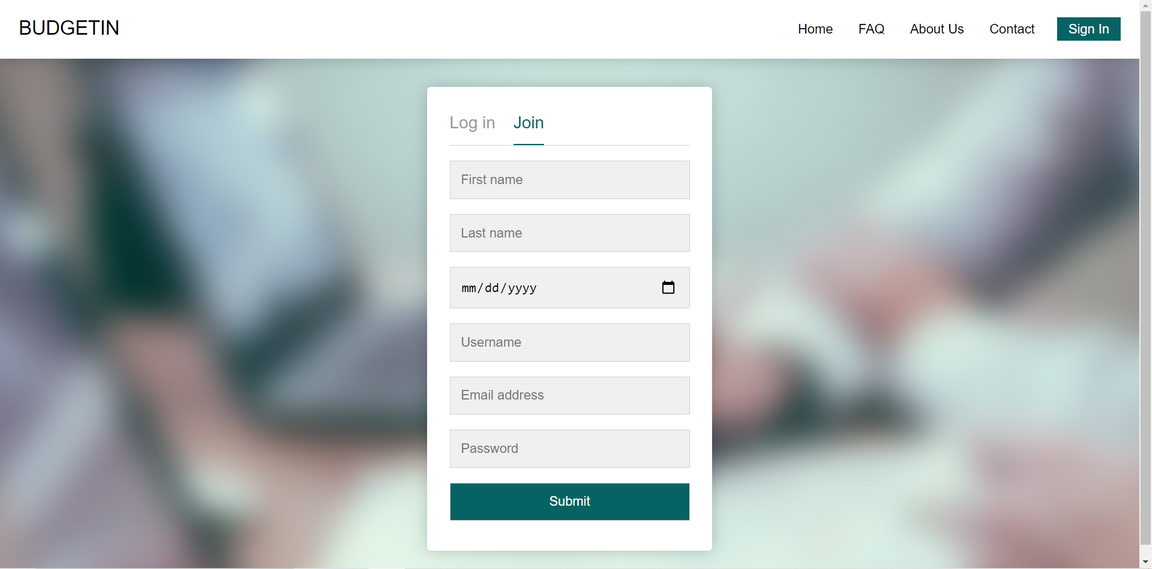 BUDGETIN
Home FAQ About Us Contact Sign In
Log in Join
First name
Last name
mm/dd/yyyy
Username
Email address
Password
Submit